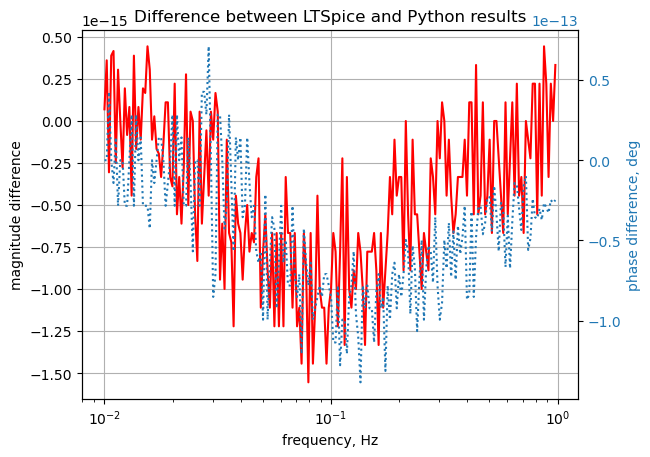 Difference between LTSpice and Python results
1e−15
1e−13
0.50
0.25
0.00
−0.25
−0.50
−0.75
−1.00
−1.25
−1.50
magnitude difference
0.5
0.0
−0.5
−1.0
phase difference, deg
10⁻²
10⁻¹
10⁰
frequency, Hz